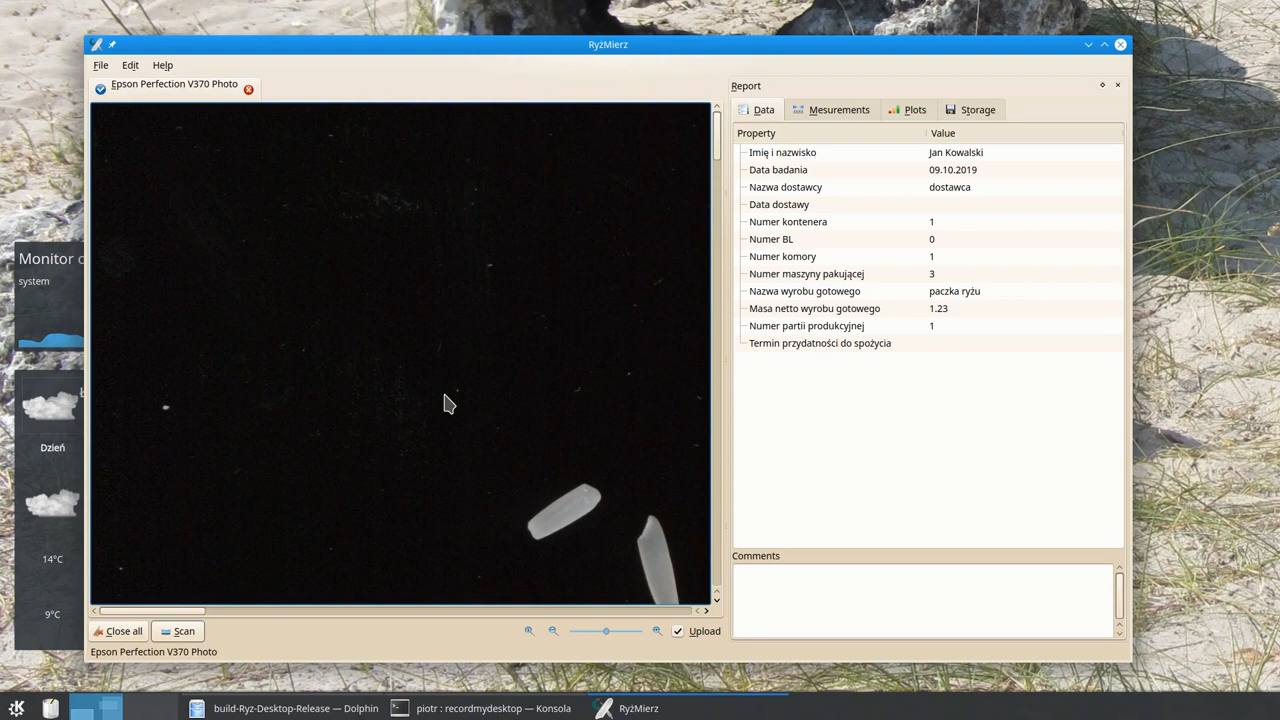 RyżMierz
File Edit Help
Epson Perfection V370 Photo
Report
Data Mesurements Plots Storage
Property Value
Imię i nazwisko Jan Kowalski
Data badania 09.10.2019
Nazwa dostawcy dostawca
Data dostawy
Numer kontenera 1
Numer BL 0
Numer komory 1
Numer maszyny pakującej 3
Nazwa wyrobu gotowego paczka ryżu
Masa netto wyrobu gotowego 1.23
Numer partii produkcyjnej 1
Termin przydatności do spożycia
Comments
Close all Scan Upload
Epson Perfection V370 Photo
Monitor
system
Dzień
14°C
9°C
build-Ryz-Desktop-Release — Dolphin piotr : recordmydesktop — Konsola RyżMierz